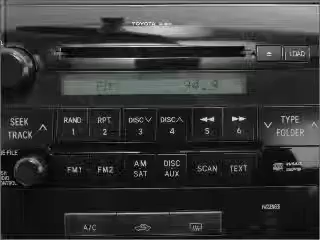 TOYOTA
LOAD
SEEK TRACK
RAND 1
RPT 2
DISC 3
DISC 4
5
6
TYPE FOLDER
FM1
FM2
AM SAT
DISC AUX
SCAN
TEXT
A/C
PASSENGER